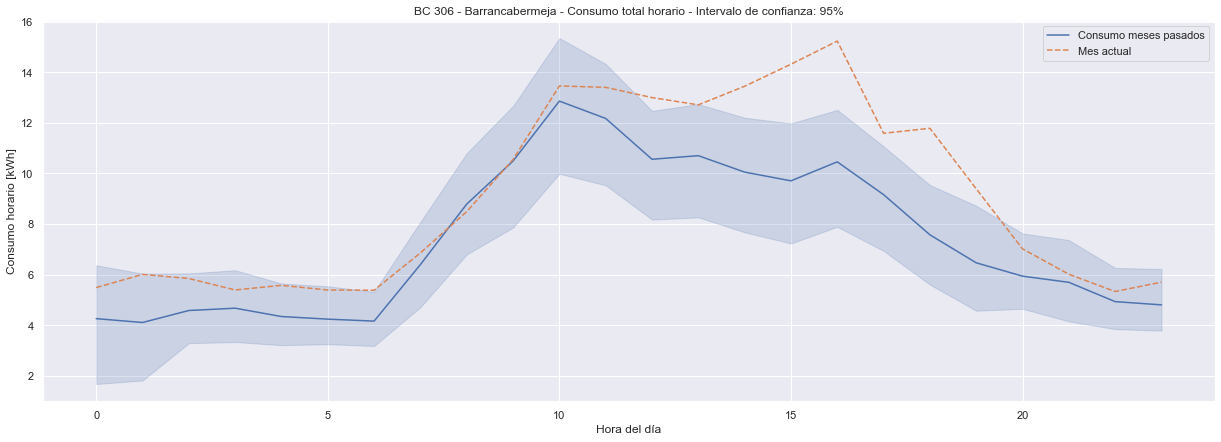 BC 306 - Barrancabermeja - Consumo total horario - Intervalo de confianza: 95%
Consumo meses pasados
Mes actual
Consumo horario [kWh]
16
14
12
10
8
6
4
2
0
5
10
15
20
Hora del día